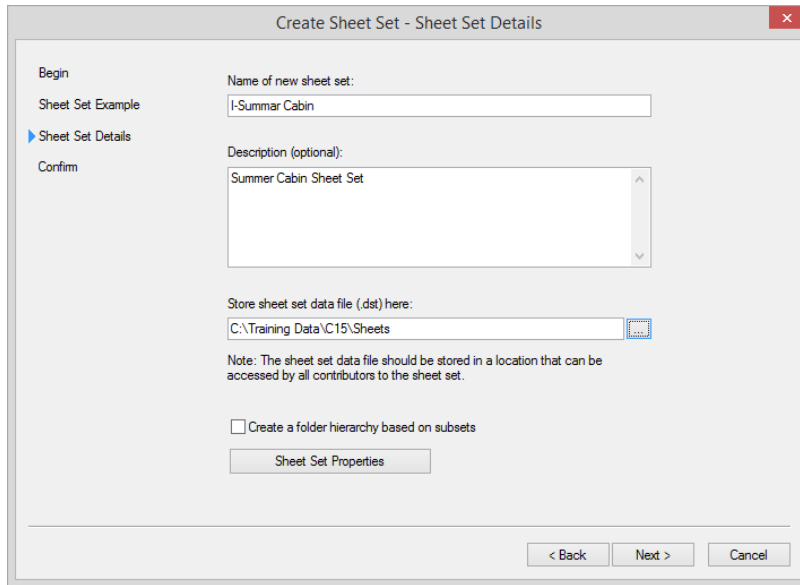 Create Sheet Set - Sheet Set Details
x
Begin
Sheet Set Example
Sheet Set Details
Confirm
Name of new sheet set:
I-Summar Cabin
Description (optional):
Summer Cabin Sheet Set
Store sheet set data file (.dst) here:
C:\Training Data\C15\Sheets
...
Note: The sheet set data file should be stored in a location that can be
accessed by all contributors to the sheet set.
Create a folder hierarchy based on subsets
Sheet Set Properties
< Back
Next >
Cancel